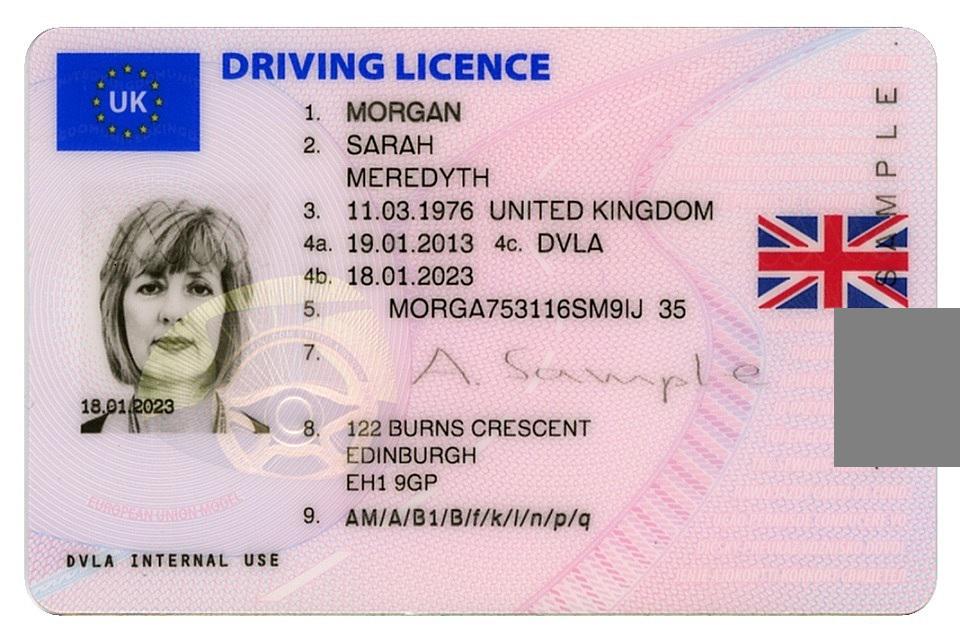 UK
DRIVING LICENCE
1. MORGAN
2. SARAH
MEREDYTH
3. 11.03.1976 UNITED KINGDOM
4a. 19.01.2013 4c. DVLA
4b. 18.01.2023
5. MORGA753116SM9IJ 35
7. A. Sample
18.01.2023
8. 122 BURNS CRESCENT
EDINBURGH
EH1 9GP
9. AM/A/B1/B/f/k/l/n/p/q
EUROPEAN UNION MODEL
DVLA INTERNAL USE
SAMPLE